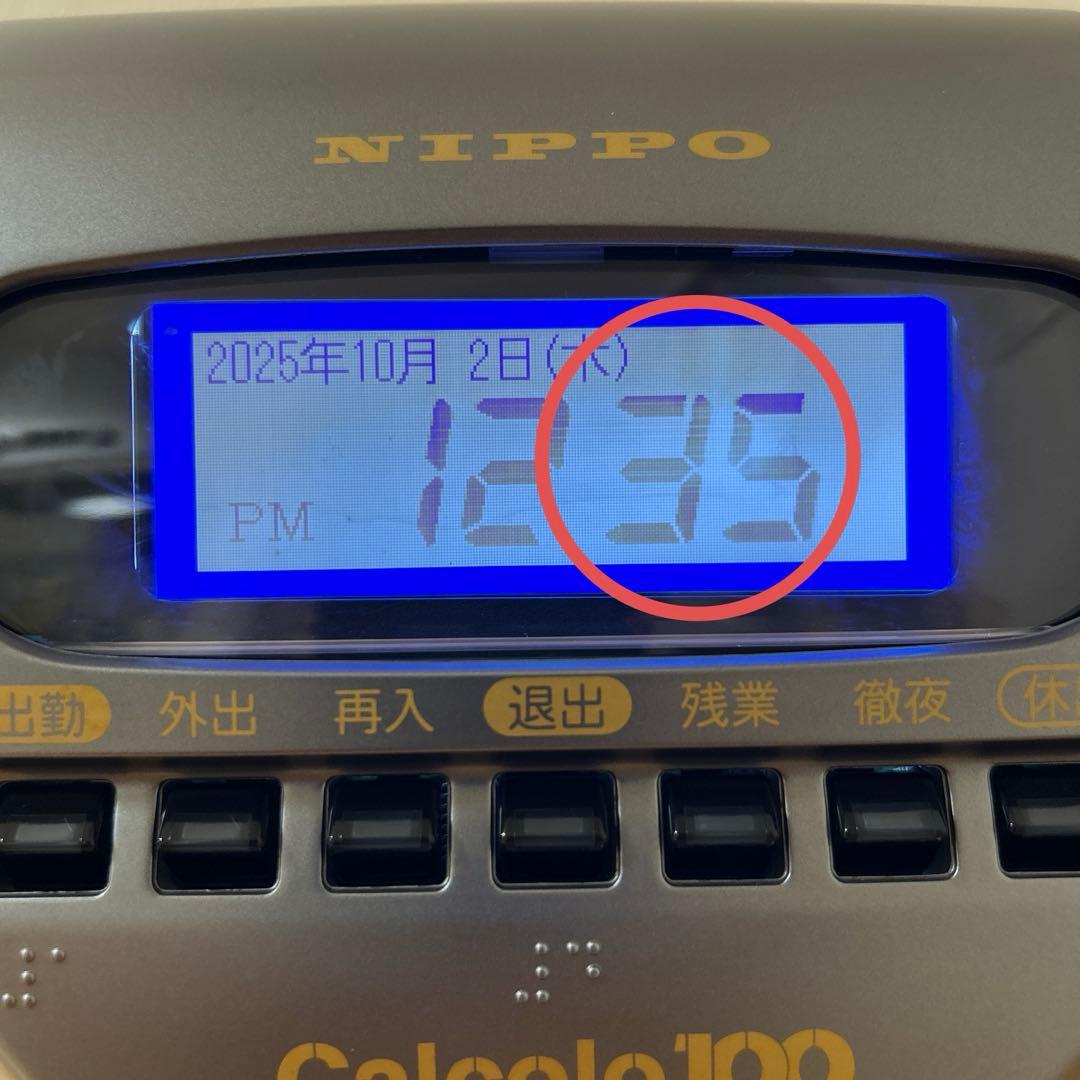 NIPPO
2025年10月 2日(木)
PM 12 35
出勤 外出 再入 退出 残業 徹夜
Calcolo100